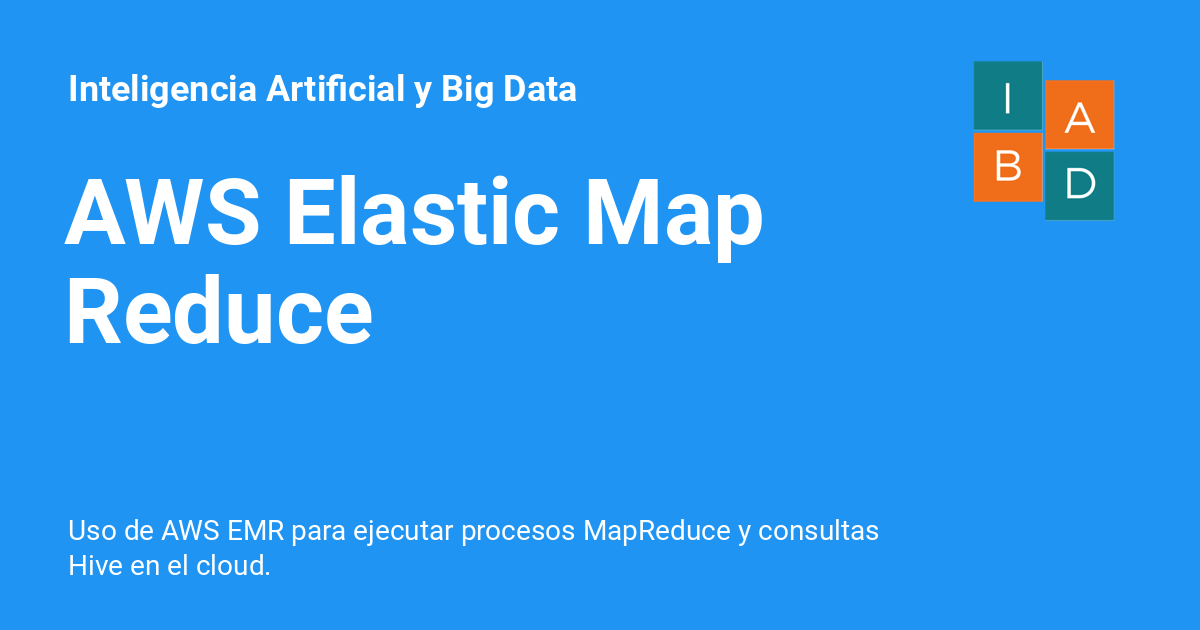 Inteligencia Artificial y Big Data
I
A
B
D
AWS Elastic Map
Reduce
Uso de AWS EMR para ejecutar procesos MapReduce y consultas
Hive en el cloud.